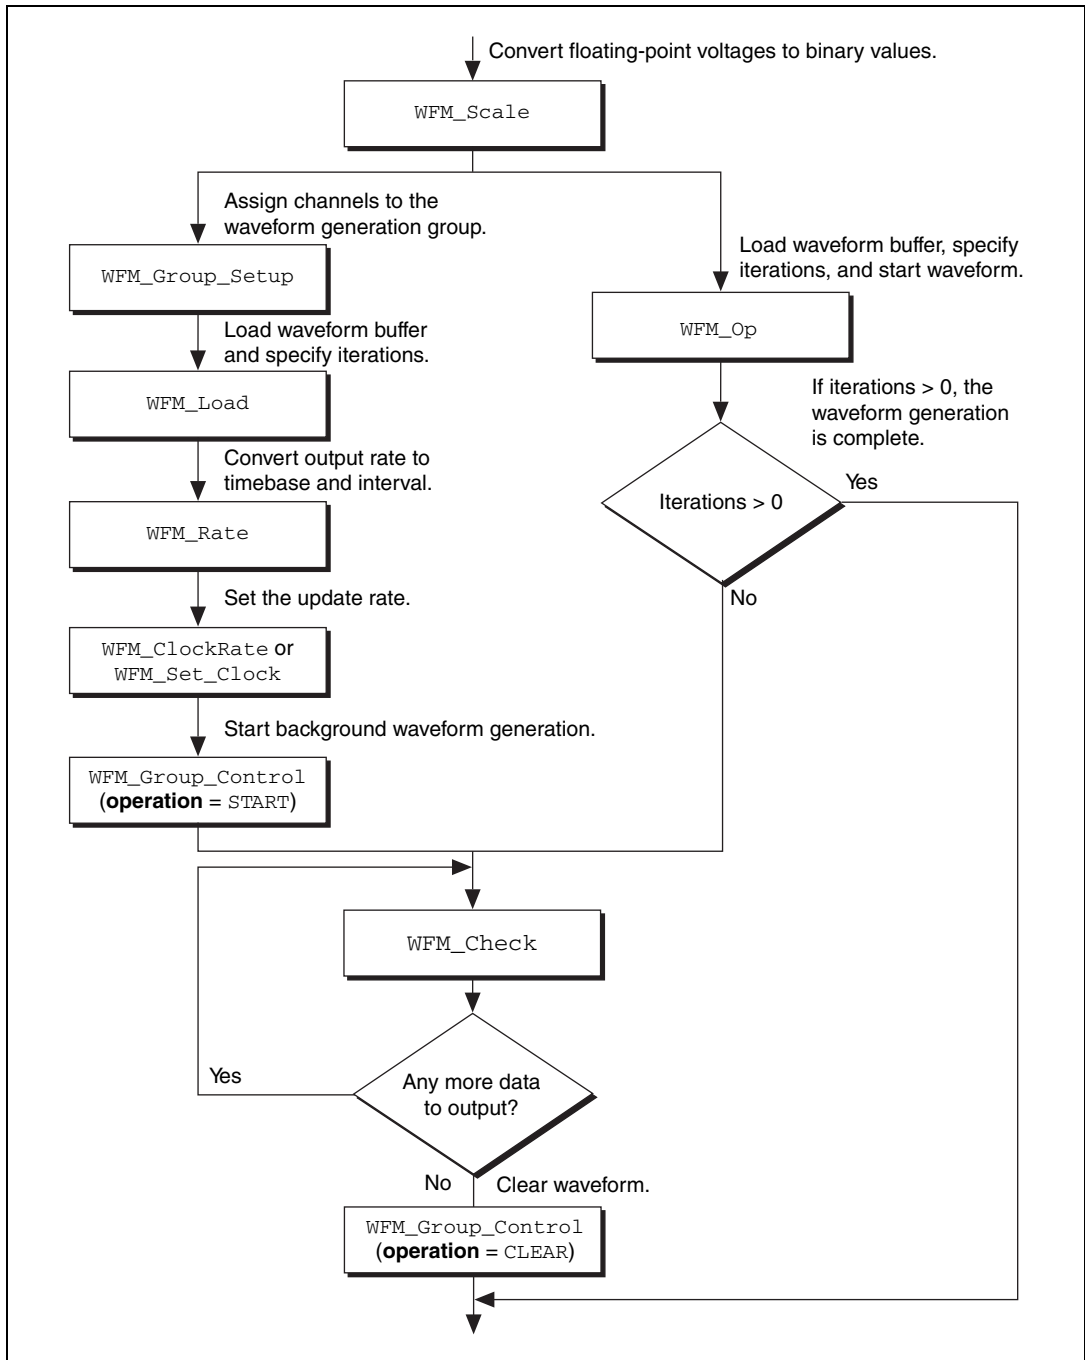 Convert floating-point voltages to binary values.
WFM_Scale
Assign channels to the
waveform generation group.
WFM_Group_Setup
Load waveform buffer
and specify iterations.
WFM_Load
Convert output rate to
timebase and interval.
WFM_Rate
Set the update rate.
WFM_ClockRate or
WFM_Set_Clock
Start background waveform generation.
WFM_Group_Control
(operation = START)
Load waveform buffer, specify
iterations, and start waveform.
WFM_Op
If iterations > 0, the
waveform generation
is complete.
Iterations > 0
Yes
No
WFM_Check
Any more data
to output?
Yes
No
Clear waveform.
WFM_Group_Control
(operation = CLEAR)